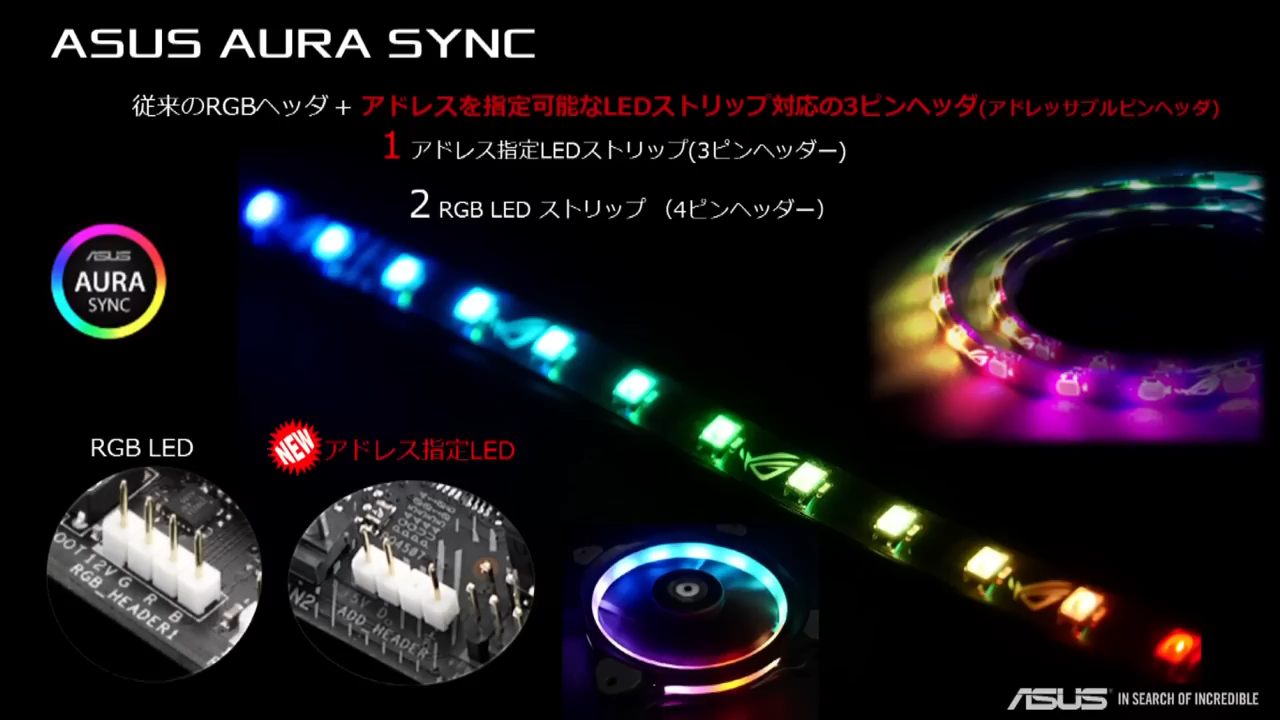 ASUS AURA SYNC
従来のRGBヘッダ + アドレスを指定可能なLEDストリップ対応の3ピンヘッダ(アドレッサブルピンヘッダ)
1 アドレス指定LEDストリップ(3ピンヘッダー)
2 RGB LED ストリップ （4ピンヘッダー）
ASUS
AURA
SYNC
RGB LED
NEW アドレス指定LED
OOT 12V G R B
RGB_HEADER1
5V D
ADD_HEADER
ASUS IN SEARCH OF INCREDIBLE